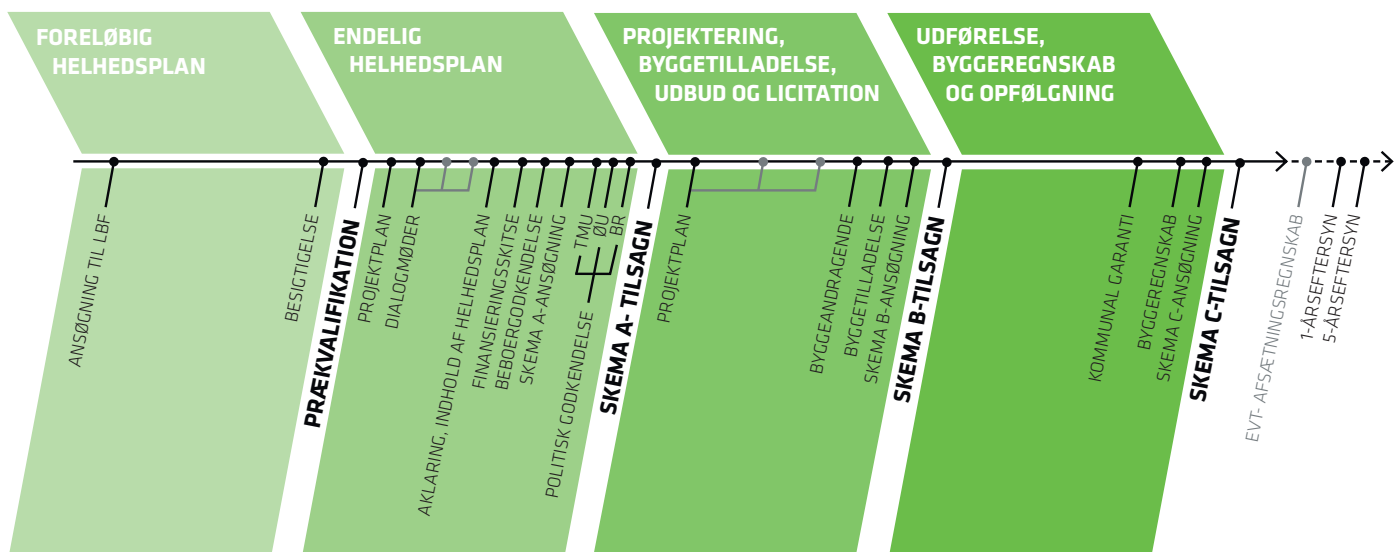 FORELØBIG
HELHEDSPLAN
ENDELIG
HELHEDSPLAN
PROJEKTERING,
BYGGETILLADELSE,
UDBUD OG LICITATION
UDFØRELSE,
BYGGEREGNSKAB
OG OPFØLGNING
ANSØGNING TIL LBF
BESIGTIGELSE
PRÆKVALIFIKATION
PROJEKTPLAN
DIALOGMØDER
AKLARING, INDHOLD AF HELHEDSPLAN
FINANSIERINGSSKITSE
BEBOERGODKENDELSE
SKEMA A-ANSØGNING
POLITISK GODKENDELSE
TMU
ØU
BR
SKEMA A- TILSAGN
PROJEKTPLAN
BYGGEANDRAGENDE
BYGGETILLADELSE
SKEMA B-ANSØGNING
SKEMA B-TILSAGN
KOMMUNAL GARANTI
BYGGEREGNSKAB
SKEMA C-ANSØGNING
SKEMA C-TILSAGN
EVT- AFSÆTNINGSREGNSKAB
1-ÅRSEFTERSYN
5-ÅRSEFTERSYN